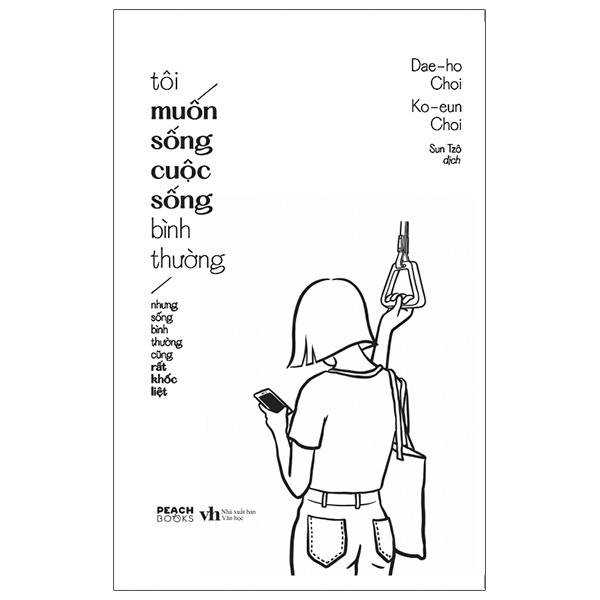 tôi
muốn
sống
cuộc
sống
bình
thường
nhưng
sống
bình
thường
cũng
rất
khốc
liệt
Dae-ho
Choi
Ko-eun
Choi
Sun Tzô
dịch
PEACH
BOOKS
vh
Nhà xuất bản
Văn học